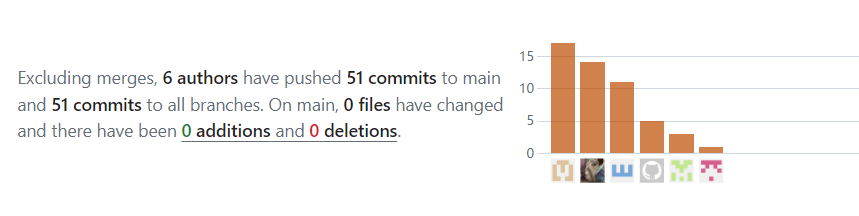 Excluding merges, 6 authors have pushed 51 commits to main
and 51 commits to all branches. On main, 0 files have changed
and there have been 0 additions and 0 deletions.
15
10
5
0